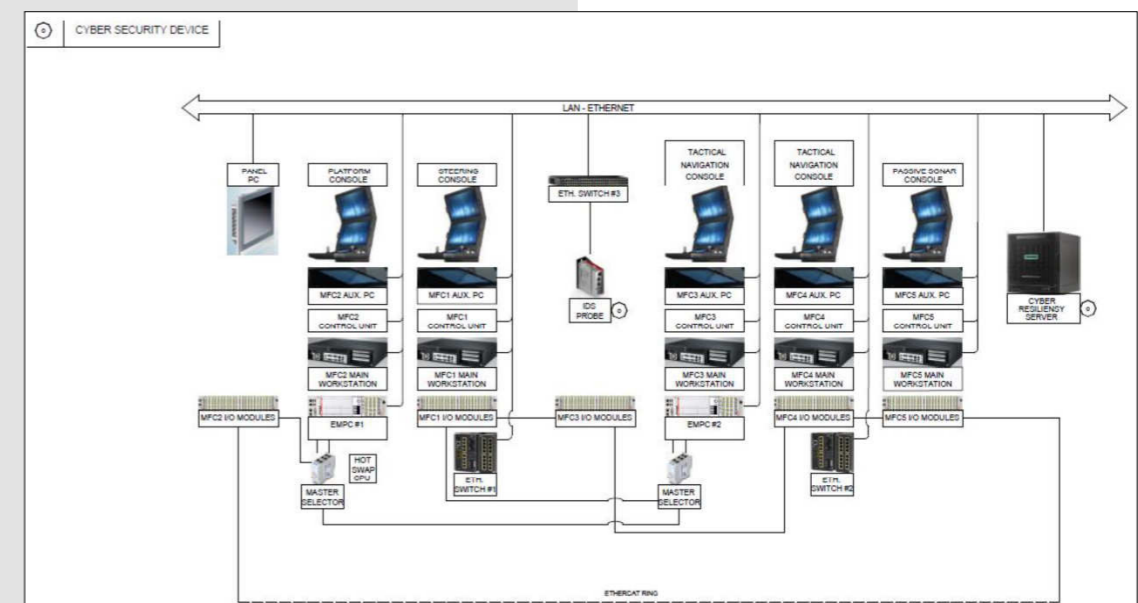 CYBER SECURITY DEVICE
LAN - ETHERNET
PANEL
PC
PLATFORM
CONSOLE
STEERING
CONSOLE
ETH. SWITCH #3
TACTICAL
NAVIGATION
CONSOLE
TACTICAL
NAVIGATION
CONSOLE
PASSIVE SONAR
CONSOLE
MFC2 AUX. PC
MFC1 AUX. PC
IDS
PROBE
MFC3 AUX. PC
MFC4 AUX. PC
MFC5 AUX. PC
CYBER
RESILIENSY
SERVER
MFC2
CONTROL UNIT
MFC1
CONTROL UNIT
MFC3
CONTROL UNIT
MFC4
CONTROL UNIT
MFC5
CONTROL UNIT
MFC2 MAIN
WORKSTATION
MFC1 MAIN
WORKSTATION
MFC3 MAIN
WORKSTATION
MFC4 MAIN
WORKSTATION
MFC5 MAIN
WORKSTATION
MFC2 I/O MODULES
EMPC #1
MFC1 I/O MODULES
MFC3 I/O MODULES
EMPC #2
MFC4 I/O MODULES
MFC5 I/O MODULES
HOT
SWAP
CPU
MASTER
SELECTOR
ETH.
SWITCH #1
MASTER
SELECTOR
ETH.
SWITCH #2
ETHERCAT RING